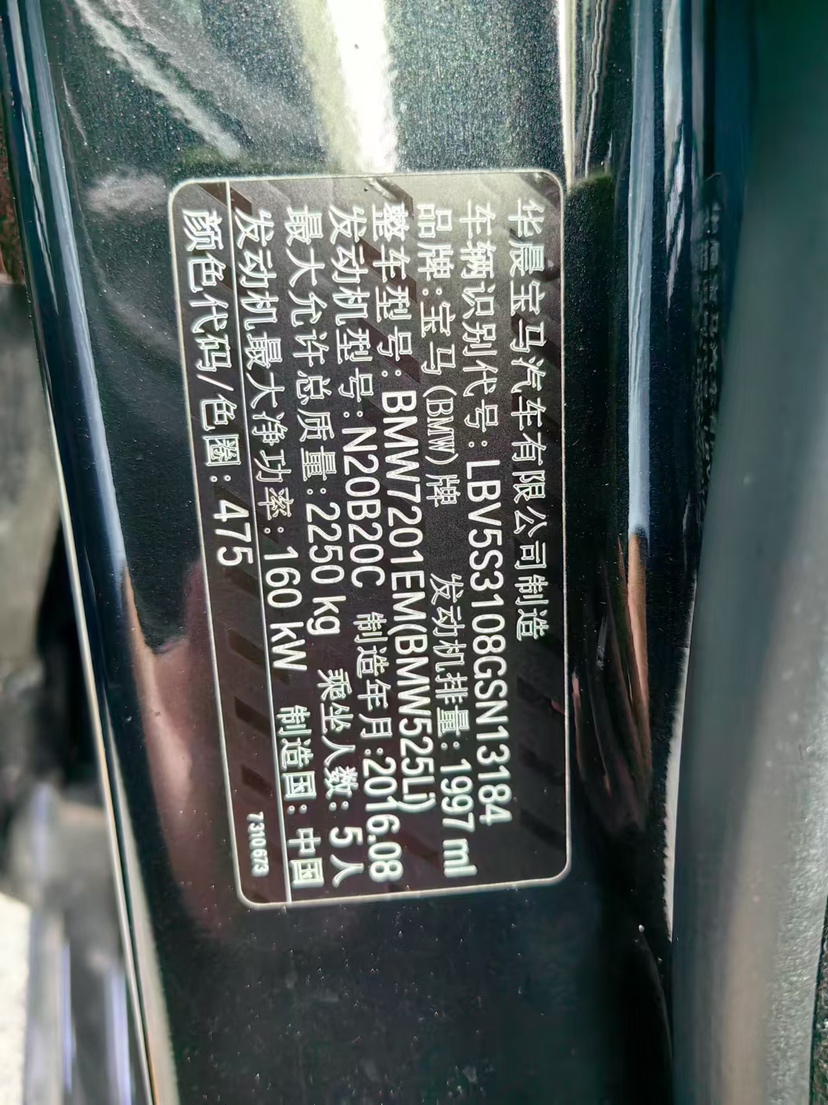 华晨宝马汽车有限公司制造
车辆识别代号：LBV5S3108GSN13184
品牌：宝马(BMW)牌 发动机排量：1997 ml
整车型号：BMW7201EM(BMW525Li)
发动机型号：N20B20C 制造年月：2016.08
最大允许总质量：2250 kg 乘坐人数：5人
发动机最大净功率：160 kW 制造国：中国
颜色代码/色圈：475
7310673